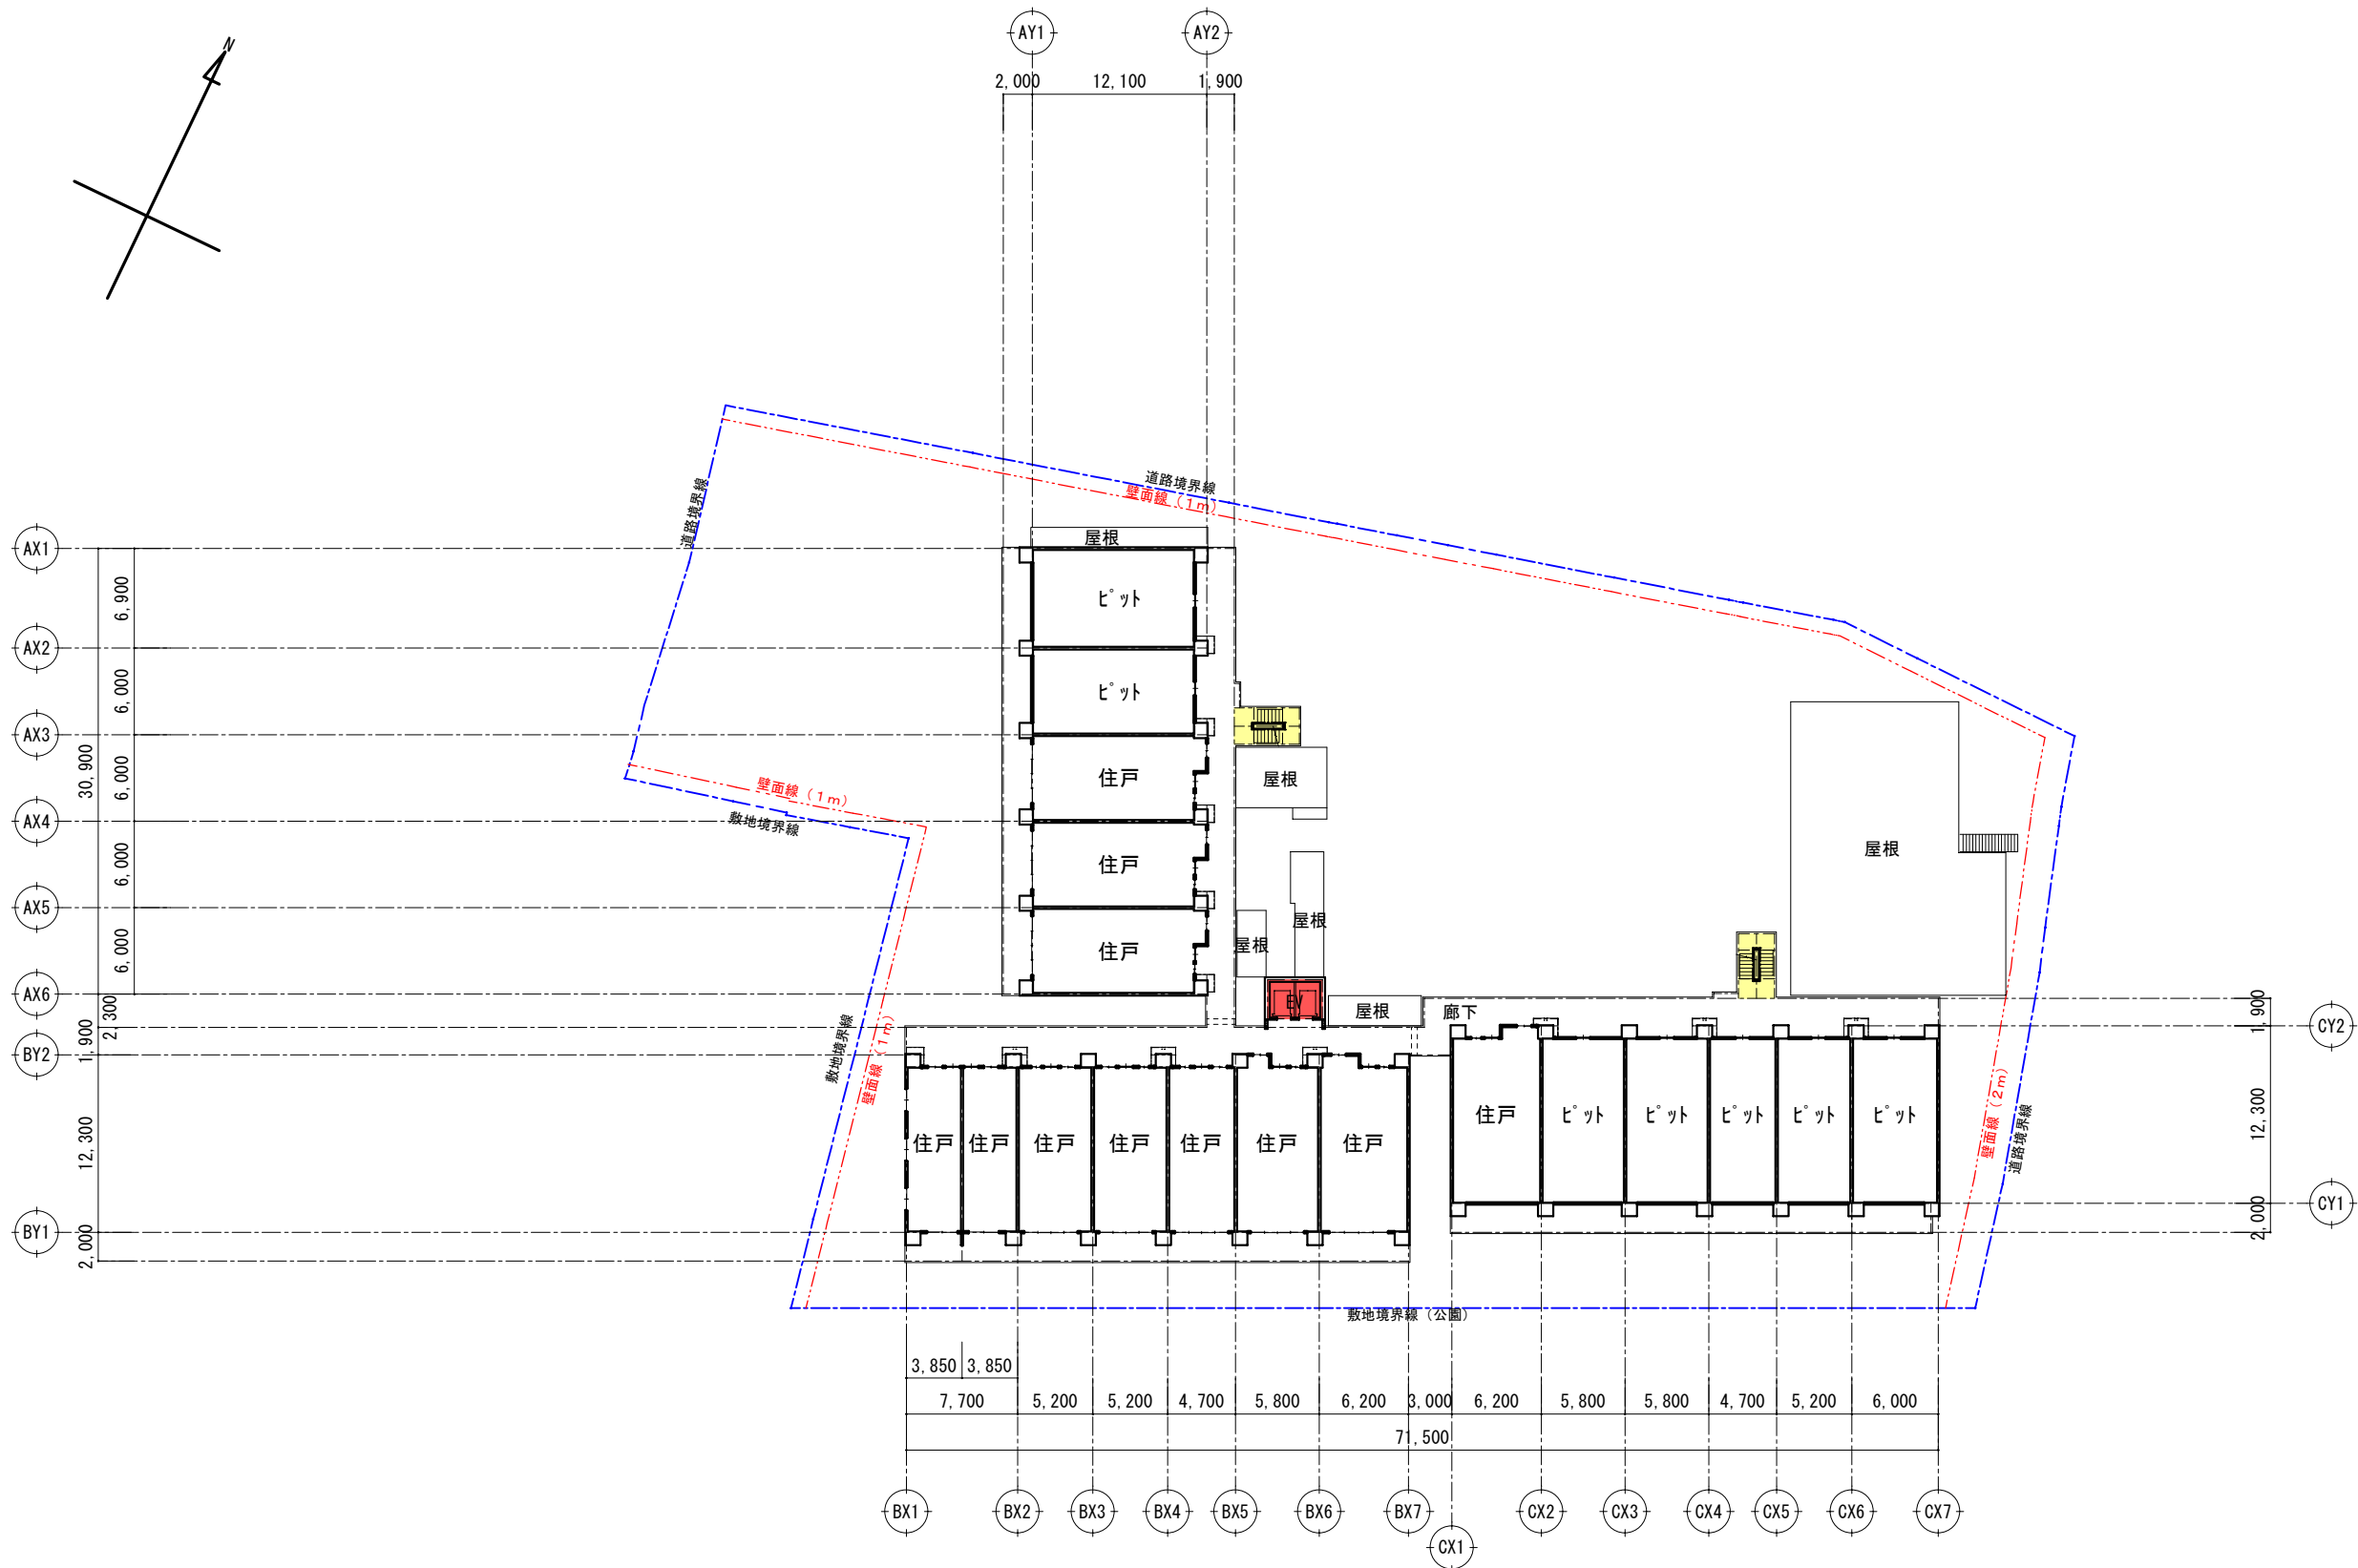 AY1 AY2
N
2,000 12,100 1,900
道路境界線
壁面線（1m）
道路境界線
AX1
屋根
6,900
ピット
AX2
6,000
ピット
AX3
30,900
6,000
住戸
屋根
壁面線（1m）
敷地境界線
AX4
6,000
住戸
屋根
AX5
6,000
住戸
屋根
屋根
AX6
2,300
EV
屋根
廊下
1,900
CY2
1,900
BY2
敷地境界線
壁面線（1m）
12,300
住戸 住戸 住戸 住戸 住戸 住戸 住戸
住戸 ピット ピット ピット ピット ピット
壁面線（2m）
道路境界線
12,300
CY1
BY1
2,000
2,000
敷地境界線（公園）
3,850 3,850
7,700 5,200 5,200 4,700 5,800 6,200 3,000 6,200 5,800 5,800 4,700 5,200 6,000
71,500
BX1 BX2 BX3 BX4 BX5 BX6 BX7 CX2 CX3 CX4 CX5 CX6 CX7
CX1